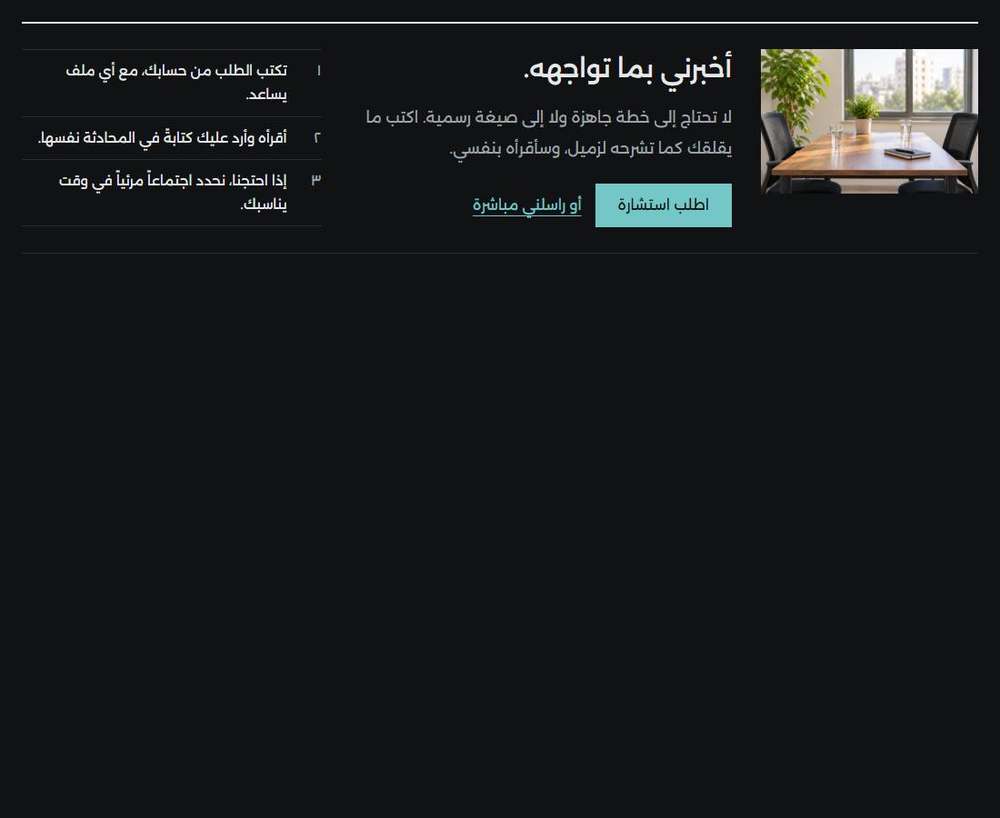 أخبرني بما تواجهه.
لا تحتاج إلى خطة جاهزة ولا إلى صيغة رسمية. اكتب ما
يقلقك كما تشرحه لزميل، وسأقرأه بنفسي.
اطلب استشارة
أو راسلني مباشرة
١ تكتب الطلب من حسابك، مع أي ملف
يساعد.
٢ أقرأه وأرد عليك كتابةً في المحادثة نفسها.
٣ إذا احتجنا، نحدد اجتماعاً مرئياً في وقت
يناسبك.